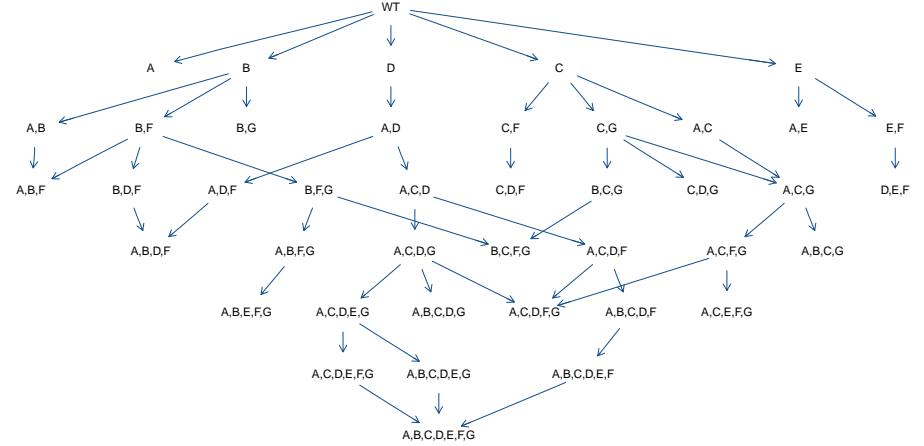 WT
A B D C E
A,B B,F B,G A,D C,F C,G A,C A,E E,F
A,B,F B,D,F A,D,F B,F,G A,C,D C,D,F B,C,G C,D,G A,C,G D,E,F
A,B,D,F A,B,F,G A,C,D,G B,C,F,G A,C,D,F A,C,F,G A,B,C,G
A,B,E,F,G A,C,D,E,G A,B,C,D,G A,C,D,F,G A,B,C,D,F A,C,E,F,G
A,C,D,E,F,G A,B,C,D,E,G A,B,C,D,E,F
A,B,C,D,E,F,G